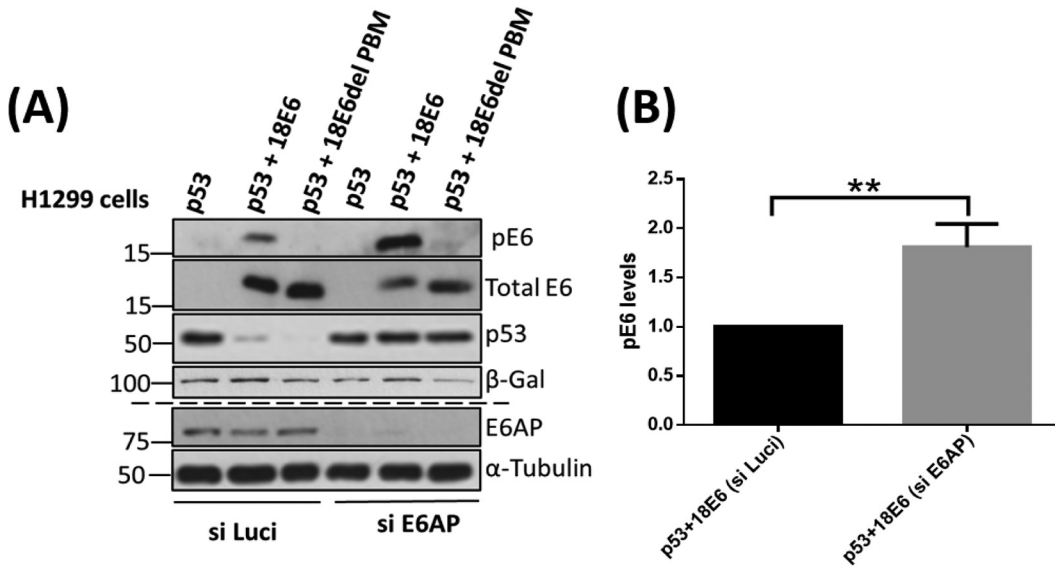 (A)
H1299 cells
p53
p53 + 18E6
p53 + 18E6del PBM
p53
p53 + 18E6
p53 + 18E6del PBM
15
pE6
15
Total E6
50
p53
100
β-Gal
75
E6AP
50
α-Tubulin
si Luci
si E6AP
(B)
pE6 levels
2.5
2.0
1.5
1.0
0.5
0.0
**
p53+18E6 (si Luci)
p53+18E6 (si E6AP)